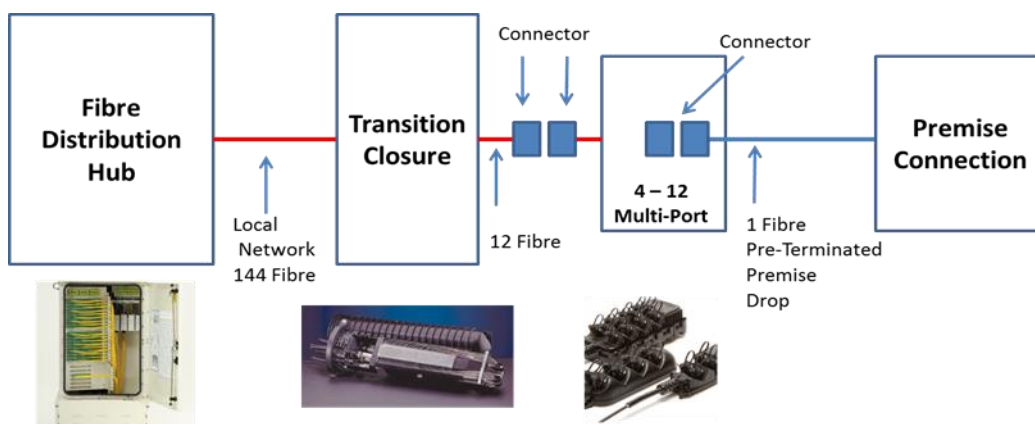 Fibre
Distribution
Hub
Local
Network
144 Fibre
Transition
Closure
Connector
12 Fibre
Connector
4 – 12
Multi-Port
1 Fibre
Pre-Terminated
Premise
Drop
Premise
Connection